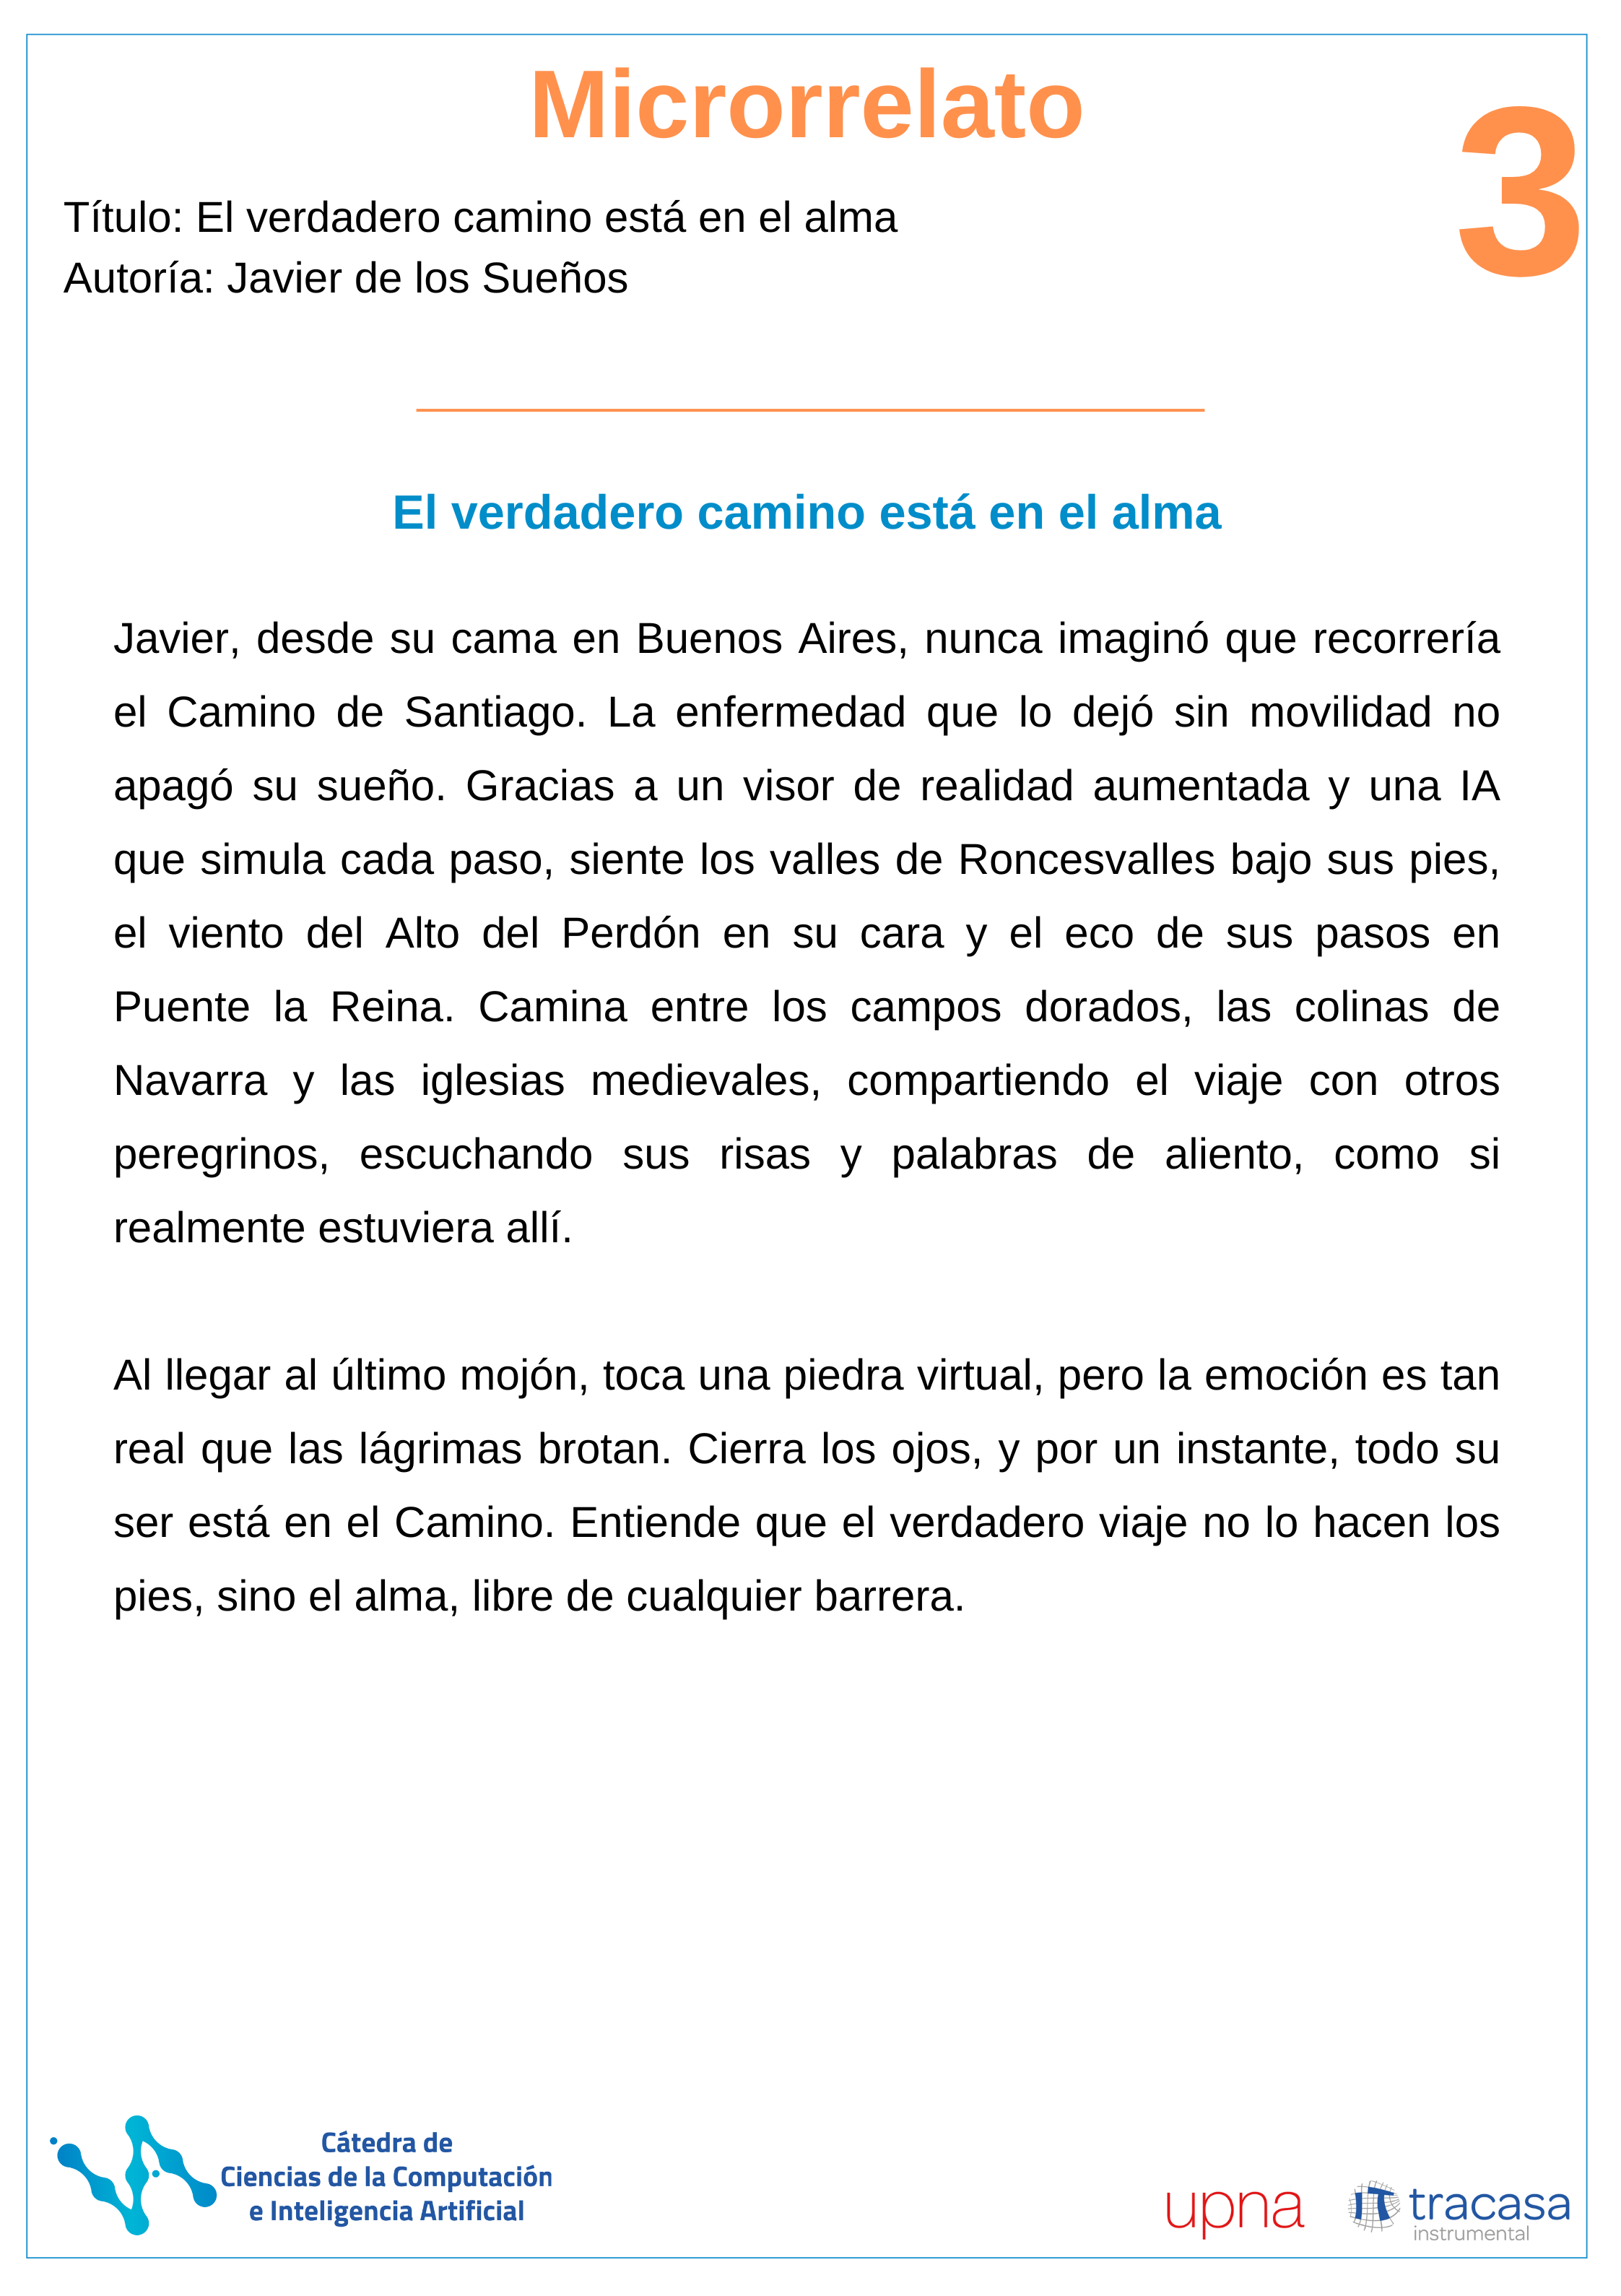 Microrrelato
3
Título: El verdadero camino está en el alma
Autoría: Javier de los Sueños
El verdadero camino está en el alma
Javier, desde su cama en Buenos Aires, nunca imaginó que recorrería
el Camino de Santiago. La enfermedad que lo dejó sin movilidad no
apagó su sueño. Gracias a un visor de realidad aumentada y una IA
que simula cada paso, siente los valles de Roncesvalles bajo sus pies,
el viento del Alto del Perdón en su cara y el eco de sus pasos en
Puente la Reina. Camina entre los campos dorados, las colinas de
Navarra y las iglesias medievales, compartiendo el viaje con otros
peregrinos, escuchando sus risas y palabras de aliento, como si
realmente estuviera allí.
Al llegar al último mojón, toca una piedra virtual, pero la emoción es tan
real que las lágrimas brotan. Cierra los ojos, y por un instante, todo su
ser está en el Camino. Entiende que el verdadero viaje no lo hacen los
pies, sino el alma, libre de cualquier barrera.
Cátedra de
Ciencias de la Computación
e Inteligencia Artificial
upna
iT tracasa
instrumental